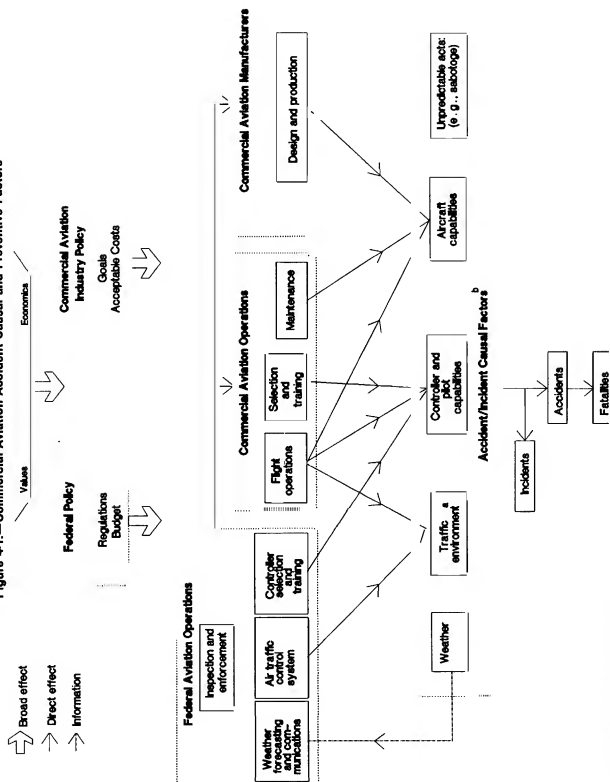 Figure 4-1.—Commercial Aviation Accident Causal and Preventive Factors
Broad effect
Direct effect
Information
Values
Economics
Federal Policy
Regulations
Budget
Commercial Aviation
Industry Policy
Goals
Acceptable Costs
Federal Aviation Operations
Inspection and
enforcement
Weather
forecasting
and com-
munications
Air traffic
control
system
Controller
selection
and
training
Commercial Aviation Operations
Flight
operations
Selection
and
training
Maintenance
Commercial Aviation Manufacturers
Design and production
Weather
Traffic a
environment
Controller and
pilot
capabilities
Aircraft
capabilities
Unpredictable acts:
(e.g., sabotoge)
Accident/Incident Causal Factors b
Incidents
Accidents
Fatalities